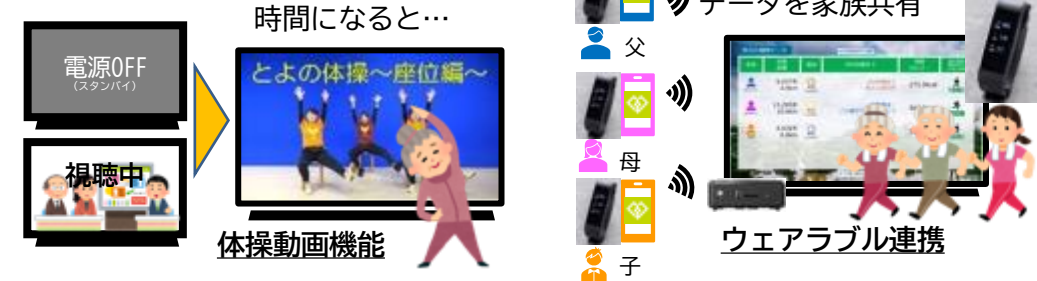 時間になると…
電源OFF
(スタンバイ)
視聴中
とよの体操～座位編～
体操動画機能
データを家族共有
父
母
子
ウェアラブル連携